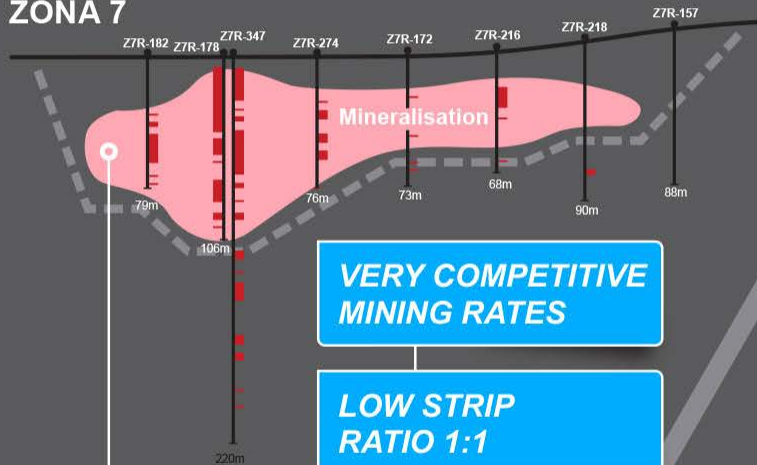 ZONA 7
Z7R-182
Z7R-178
Z7R-347
Z7R-274
Z7R-172
Z7R-216
Z7R-218
Z7R-157
Mineralisation
79m
106m
76m
73m
68m
90m
88m
220m
VERY COMPETITIVE
MINING RATES
LOW STRIP
RATIO 1:1